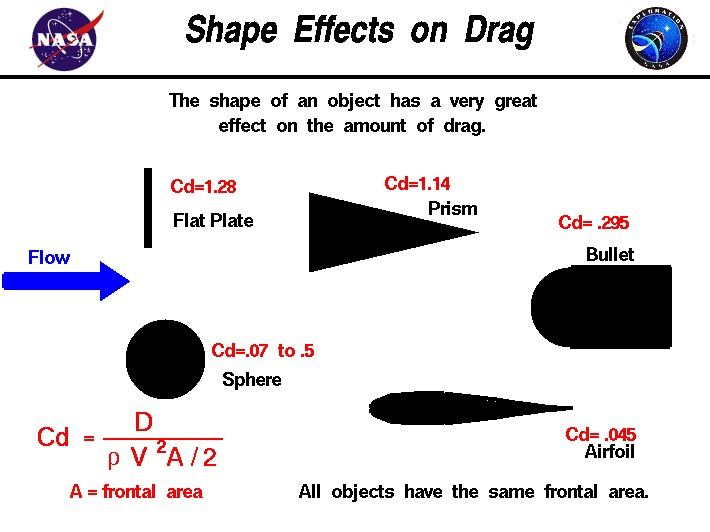 NASA
Shape Effects on Drag
EXPLORATION
NASA
The shape of an object has a very great
effect on the amount of drag.
Cd=1.28
Flat Plate
Cd=1.14
Prism
Cd= .295
Bullet
Flow
Cd=.07 to .5
Sphere
Cd = D / ρ V ²A / 2
Cd= .045
Airfoil
A = frontal area
All objects have the same frontal area.